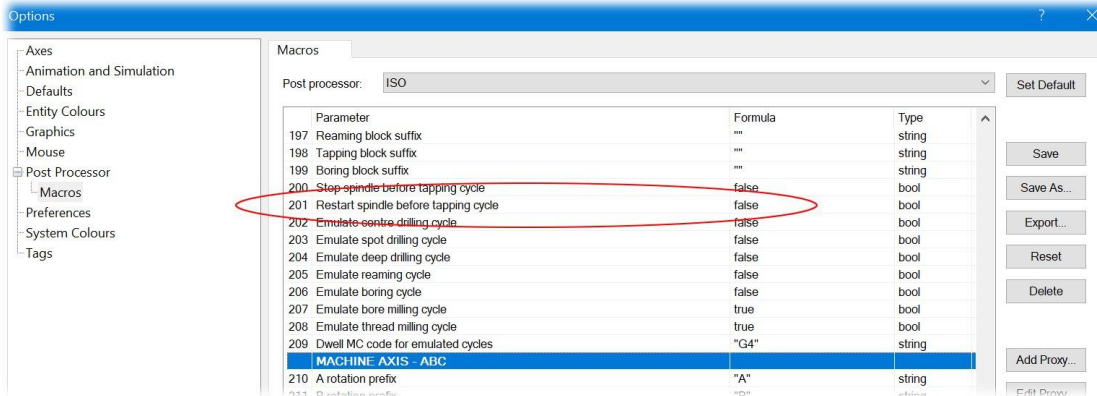 Options
?
Axes
Animation and Simulation
Defaults
Entity Colours
Graphics
Mouse
Post Processor
Macros
Preferences
System Colours
Tags
Macros
Post processor: ISO Set Default
Parameter Formula Type
197 Reaming block suffix "" string
198 Tapping block suffix "" string
199 Boring block suffix "" string
200 Stop spindle before tapping cycle false bool
201 Restart spindle before tapping cycle false bool
202 Emulate centre drilling cycle false bool
203 Emulate spot drilling cycle false bool
204 Emulate deep drilling cycle false bool
205 Emulate reaming cycle false bool
206 Emulate boring cycle false bool
207 Emulate bore milling cycle true bool
208 Emulate thread milling cycle true bool
209 Dwell MC code for emulated cycles "G4" string
MACHINE AXIS - ABC
210 A rotation prefix "A" string
211 B rotation prefix "B" string
Save
Save As...
Export...
Reset
Delete
Add Proxy...
Edit Proxy